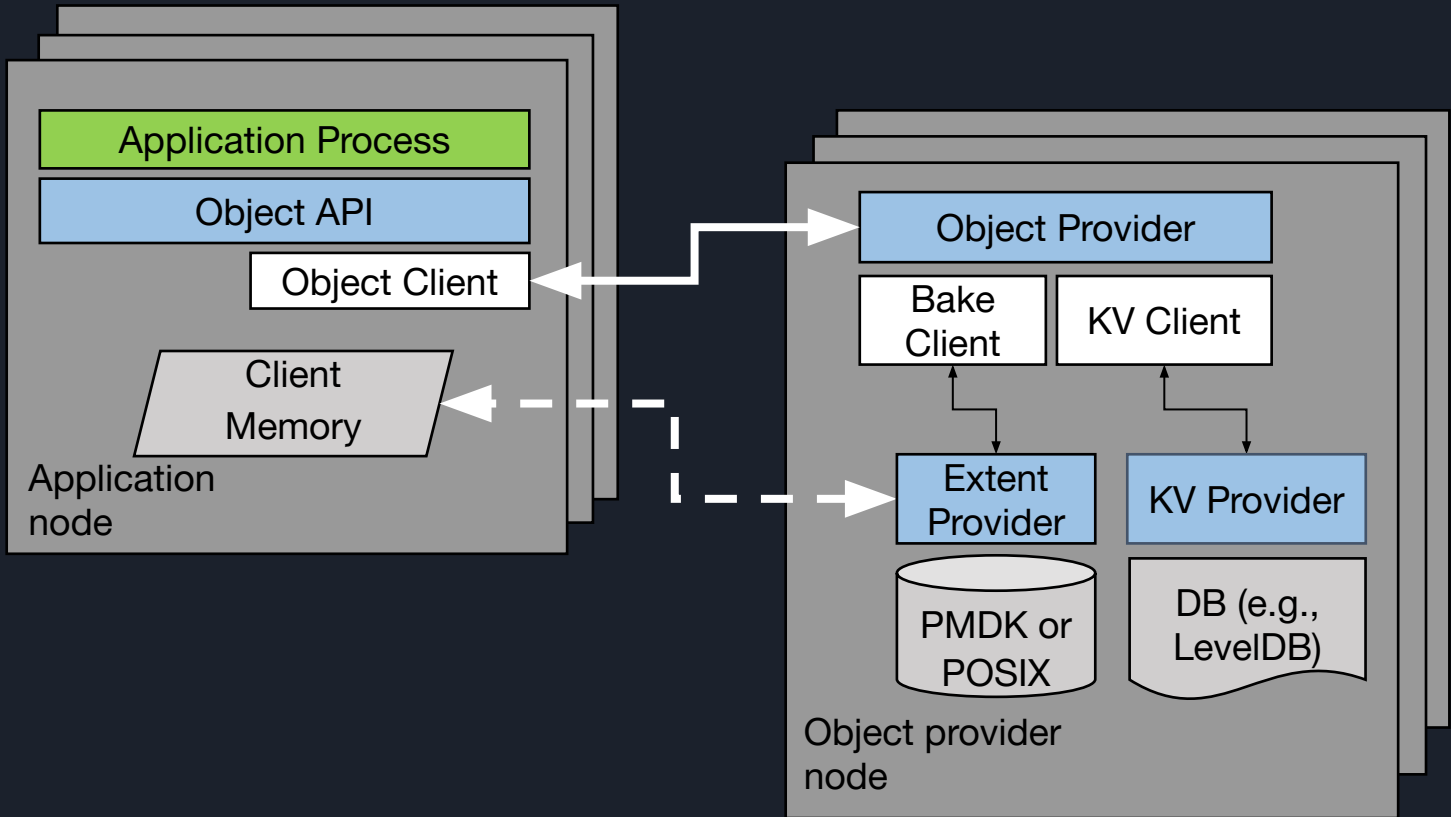 Application Process
Object API
Object Client
Client
Memory
Application
node
Object Provider
Bake
Client
KV Client
Extent
Provider
KV Provider
PMDK or
POSIX
DB (e.g.,
LevelDB)
Object provider
node